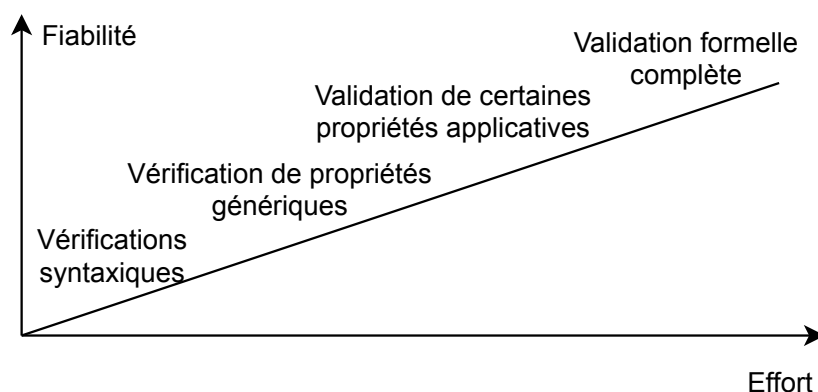 Fiabilité
Validation formelle
complète
Validation de certaines
propriétés applicatives
Vérification de propriétés
génériques
Vérifications
syntaxiques
Effort